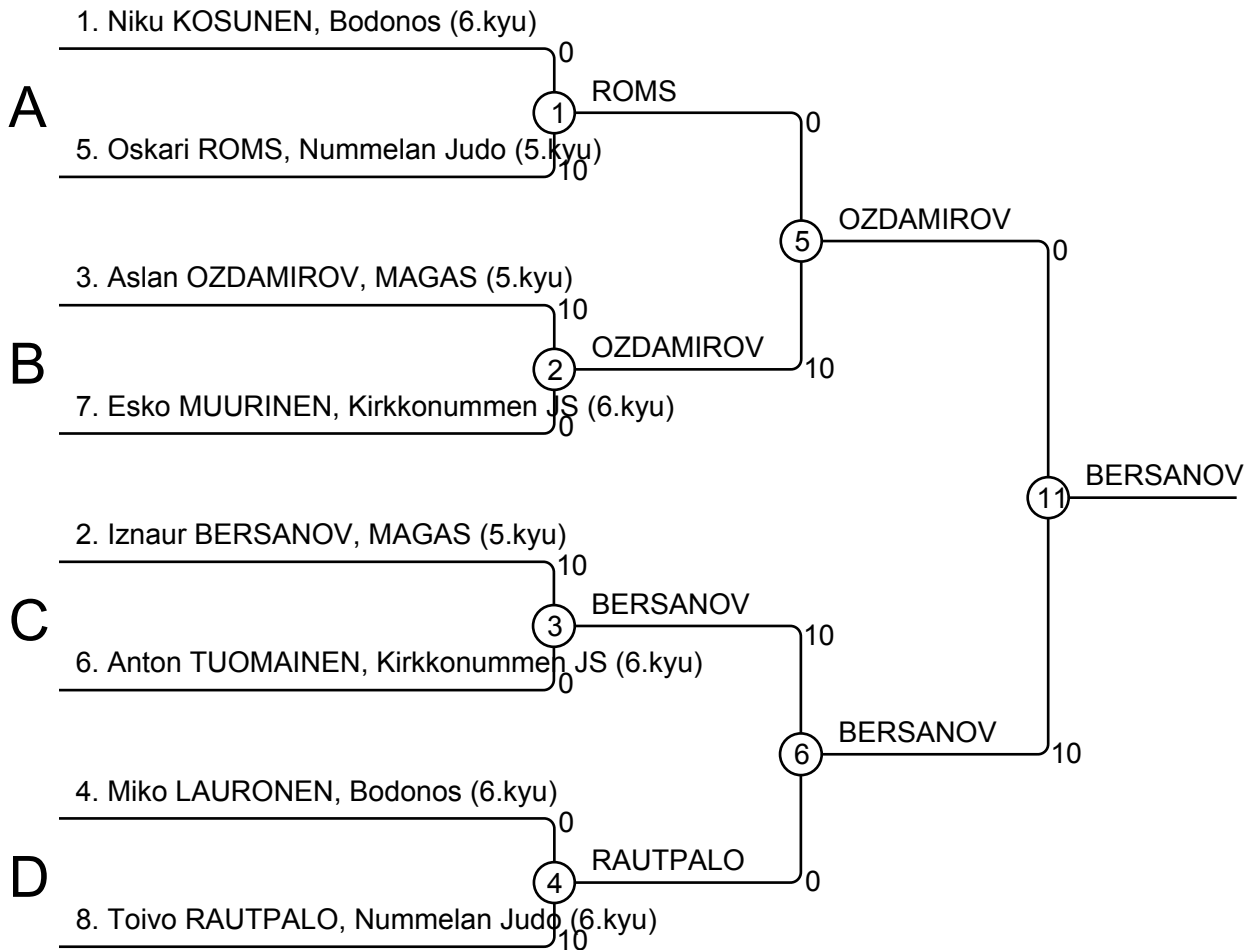 1. Niku KOSUNEN, Bodonos (6.kyu)
0
A
1
ROMS
0
5. Oskari ROMS, Nummelan Judo (5.kyu)
10
5
OZDAMIROV
0
3. Aslan OZDAMIROV, MAGAS (5.kyu)
10
B
2
OZDAMIROV
10
7. Esko MUURINEN, Kirkkonummen JS (6.kyu)
0
11
BERSANOV
2. Iznaur BERSANOV, MAGAS (5.kyu)
10
C
3
BERSANOV
10
6. Anton TUOMAINEN, Kirkkonummen JS (6.kyu)
0
6
BERSANOV
10
4. Miko LAURONEN, Bodonos (6.kyu)
0
D
4
RAUTPALO
0
8. Toivo RAUTPALO, Nummelan Judo (6.kyu)
10